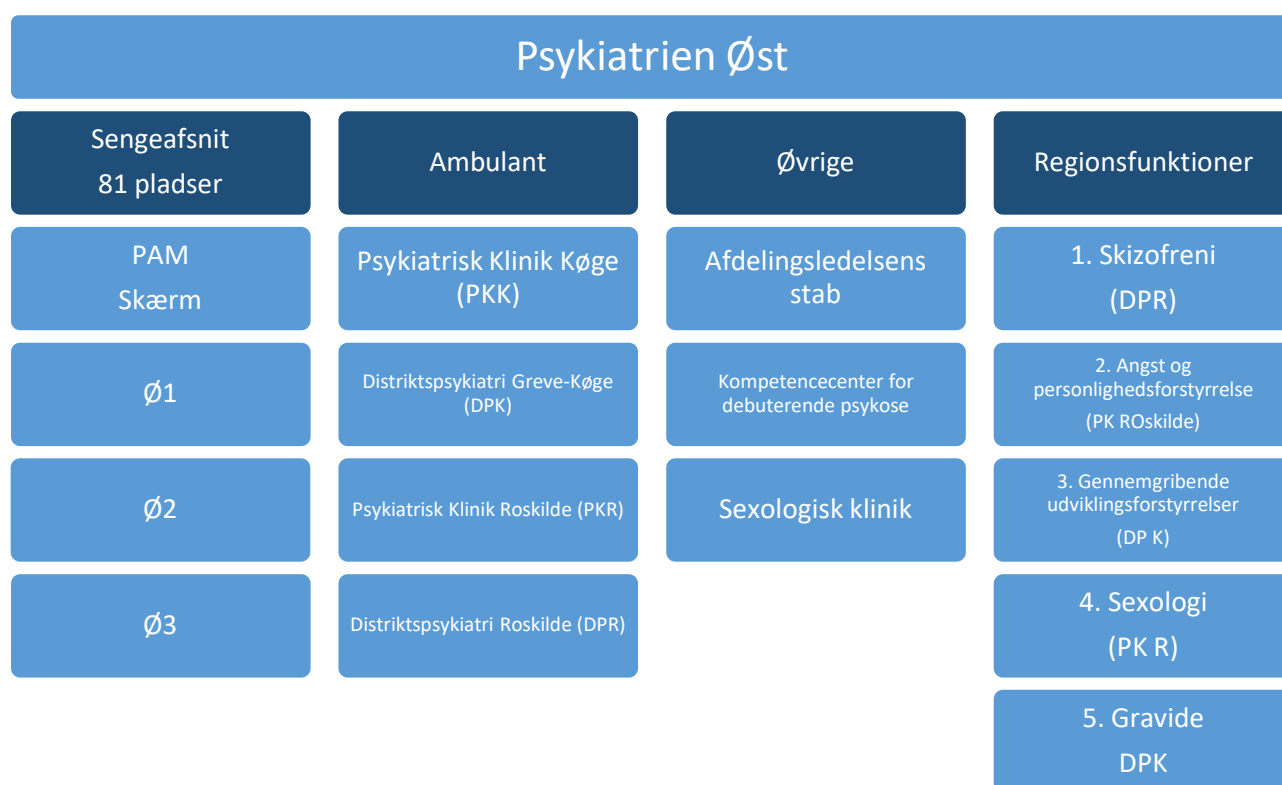 Psykiatrien Øst
Sengeafsnit
81 pladser
PAM
Skærm
Ø1
Ø2
Ø3
Ambulant
Psykiatrisk Klinik Køge
(PKK)
Distriktspsykiatri Greve-Køge
(DPK)
Psykiatrisk Klinik Roskilde (PKR)
Distriktspsykiatri Roskilde (DPR)
Øvrige
Afdelingsledelsens
stab
Kompetencecenter for
debuterende psykose
Sexologisk klinik
Regionsfunktioner
1. Skizofreni
(DPR)
2. Angst og
personlighedsforstyrrelse
(PK ROskilde)
3. Gennemgribende
udviklingsforstyrrelser
(DP K)
4. Sexologi
(PK R)
5. Gravide
DPK